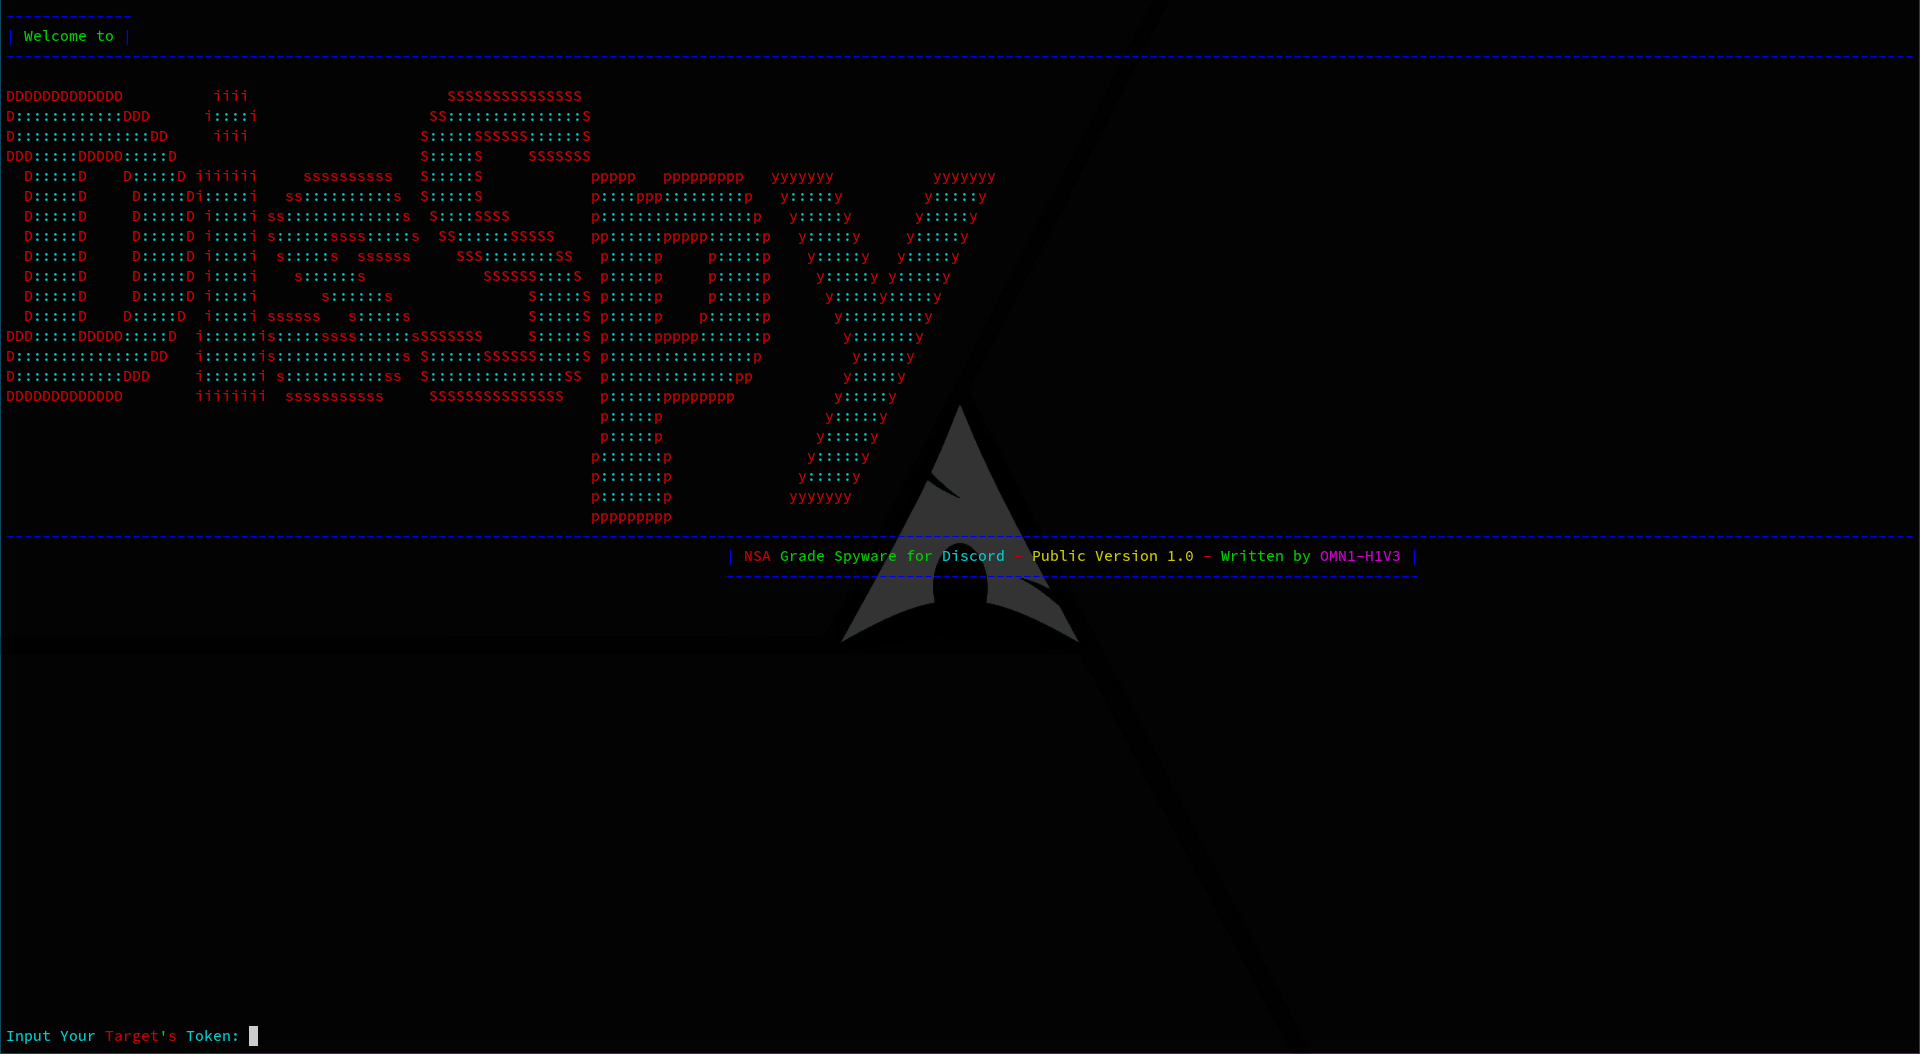 ---------------
| Welcome to |
DDDDDDDDDDDDD          iiii                      SSSSSSSSSSSSSSS
D::::::::::::DDD      i::::i                   SS:::::::::::::::S
D:::::::::::::::DD     iiii                   S:::::SSSSSS::::::S
DDD:::::DDDDD:::::D                           S:::::S     SSSSSSS
  D:::::D    D:::::D iiiiiii     ssssssssss   S:::::S            ppppp   ppppppppp   yyyyyyy           yyyyyyy
  D:::::D     D:::::Di:::::i   ss::::::::::s  S:::::S            p::::ppp:::::::::p   y:::::y         y:::::y
  D:::::D     D:::::D i::::i ss:::::::::::::s  S::::SSSS         p:::::::::::::::::p   y:::::y       y:::::y
  D:::::D     D:::::D i::::i s::::::ssss:::::s  SS::::::SSSSS    pp::::::ppppp::::::p   y:::::y     y:::::y
  D:::::D     D:::::D i::::i  s:::::s  ssssss     SSS::::::::SS   p:::::p     p:::::p    y:::::y   y:::::y
  D:::::D     D:::::D i::::i    s::::::s             SSSSSS::::S  p:::::p     p:::::p     y:::::y y:::::y
  D:::::D     D:::::D i::::i       s::::::s               S:::::S p:::::p     p:::::p      y:::::y:::::y
  D:::::D    D:::::D  i::::i ssssss   s:::::s             S:::::S p:::::p    p::::::p       y:::::::::y
DDD:::::DDDDD:::::D  i::::::is:::::ssss::::::sSSSSSSS     S:::::S p:::::ppppp:::::::p        y:::::::y
D:::::::::::::::DD   i::::::is::::::::::::::s S::::::SSSSSS:::::S p::::::::::::::::p          y:::::y
D::::::::::::DDD     i::::::i s:::::::::::ss  S:::::::::::::::SS  p::::::::::::::pp          y:::::y
DDDDDDDDDDDDD        iiiiiiii  sssssssssss     SSSSSSSSSSSSSSS    p::::::pppppppp           y:::::y
                                                                  p:::::p                  y:::::y
                                                                  p:::::p                 y:::::y
                                                                 p:::::::p               y:::::y
                                                                 p:::::::p              y:::::y
                                                                 p:::::::p             yyyyyyy
                                                                 ppppppppp
| NSA Grade Spyware for Discord - Public Version 1.0 - Written by OMN1-H1V3 |
Input Your Target's Token: